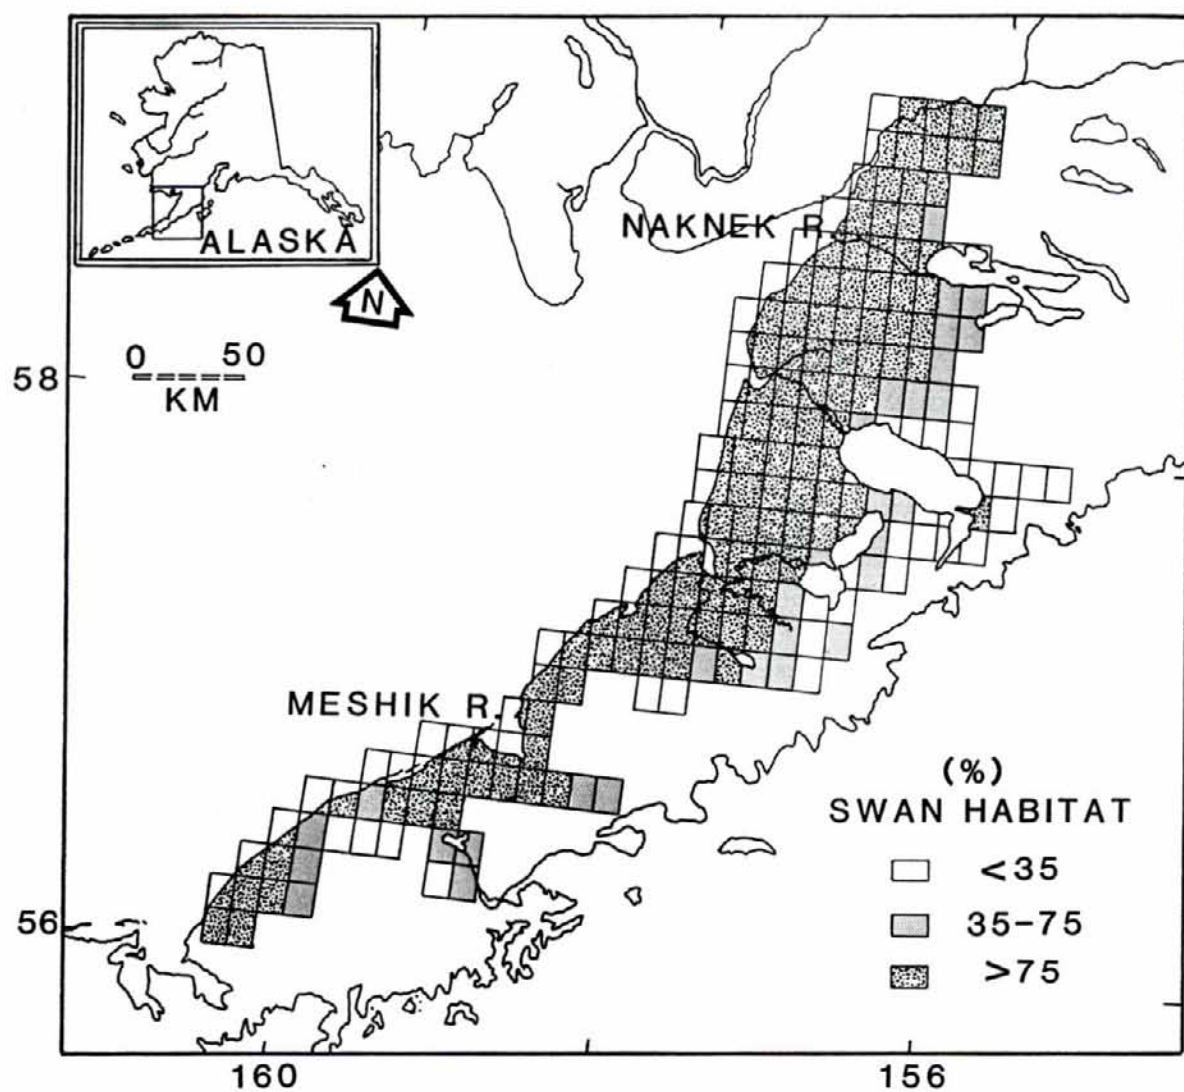 ALASKA
N
0 50
KM
NAKNEK R.
58
MESHIK R.
(%)
SWAN HABITAT
<35
35-75
>75
56
160
156